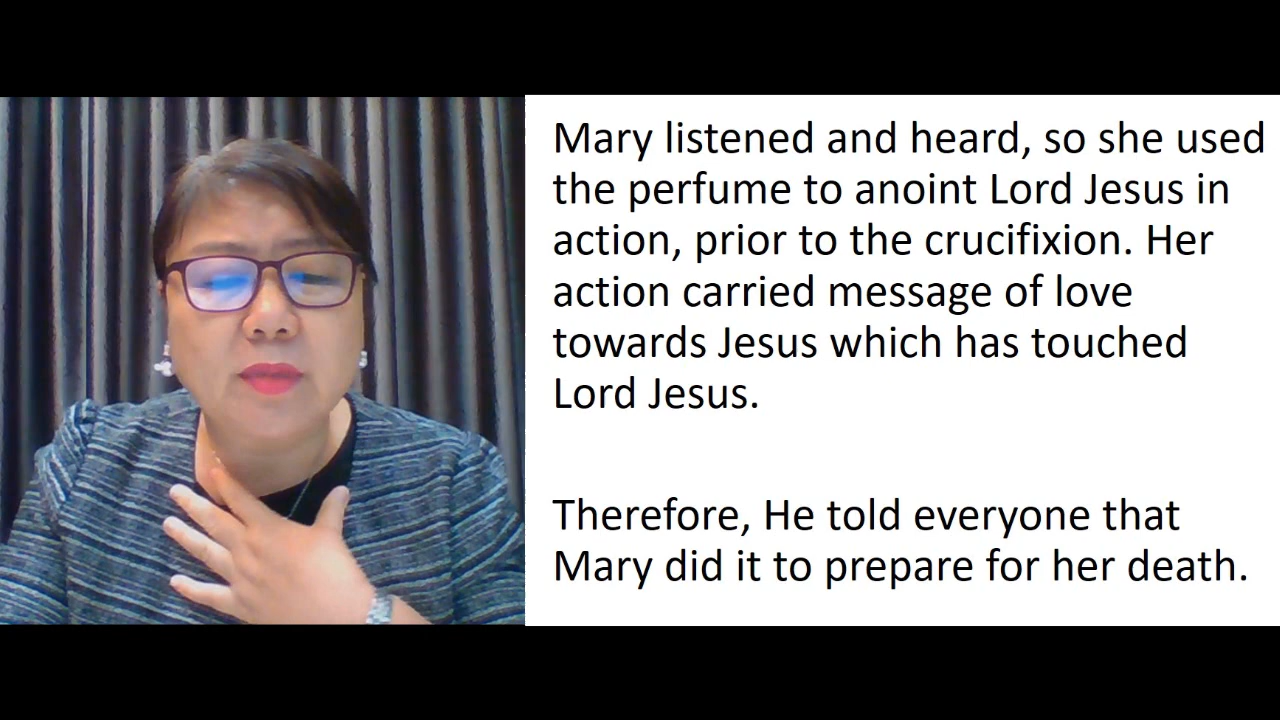 Mary listened and heard, so she used
the perfume to anoint Lord Jesus in
action, prior to the crucifixion. Her
action carried message of love
towards Jesus which has touched
Lord Jesus.
Therefore, He told everyone that
Mary did it to prepare for her death.